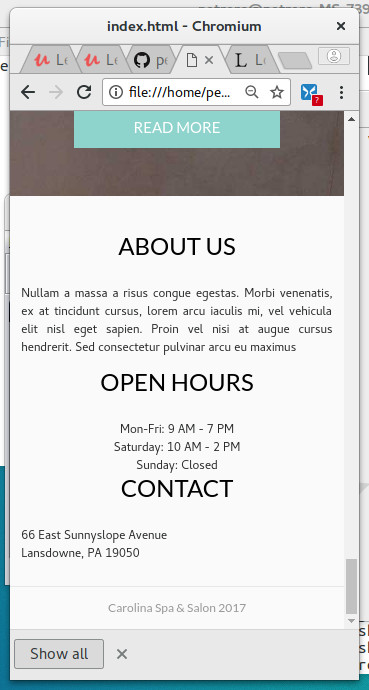 index.html - Chromium
Le
Le
pe
Le
file:///home/pe...
?
READ MORE
ABOUT US
Nullam a massa a risus congue egestas. Morbi venenatis,
ex at tincidunt cursus, lorem arcu iaculis mi, vel vehicula
elit nisl eget sapien. Proin vel nisi at augue cursus
hendrerit. Sed consectetur pulvinar arcu eu maximus
OPEN HOURS
Mon-Fri: 9 AM - 7 PM
Saturday: 10 AM - 2 PM
Sunday: Closed
CONTACT
66 East Sunnyslope Avenue
Lansdowne, PA 19050
Carolina Spa & Salon 2017
Show all